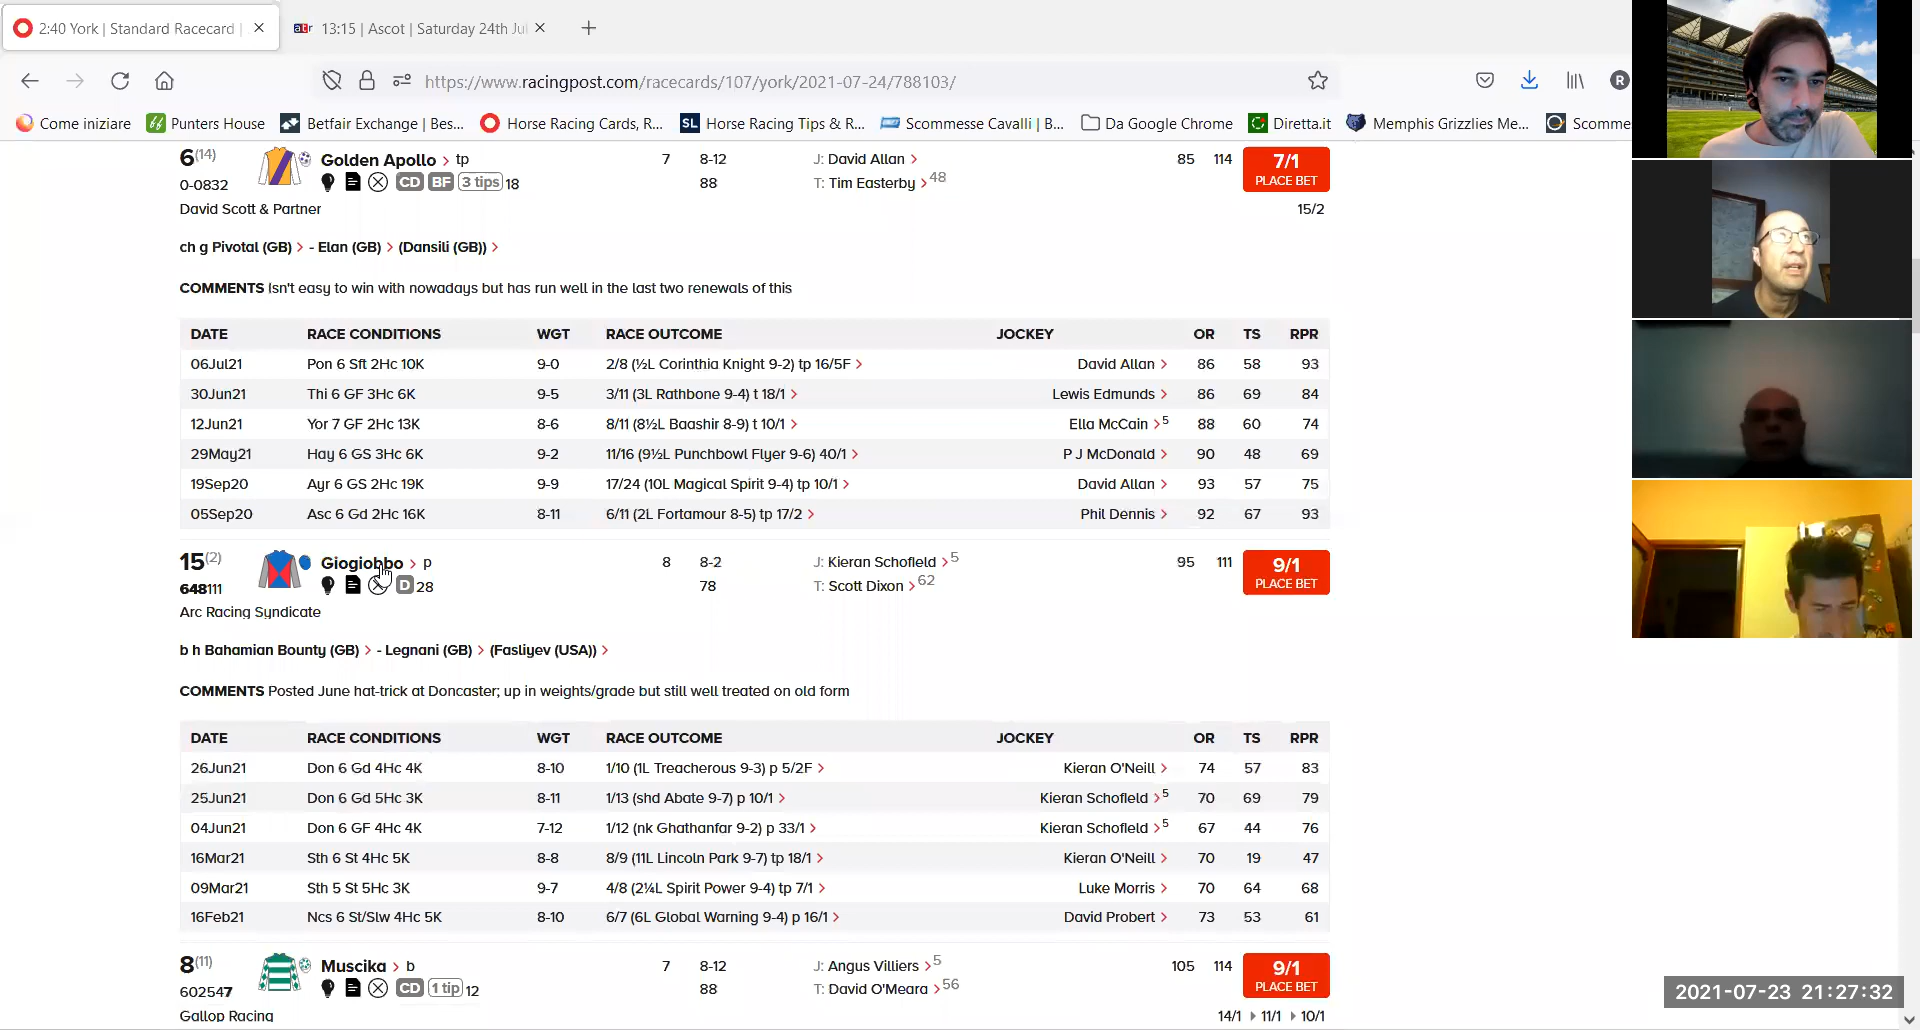 2:40 York | Standard Racecard |
atr 13:15 | Ascot | Saturday 24th Jul
https://www.racingpost.com/racecards/107/york/2021-07-24/788103/
R
Come iniziare Punters House Betfair Exchange | Bes... Horse Racing Cards, R... SL Horse Racing Tips & R... Scommesse Cavalli | B... Da Google Chrome Diretta.it Memphis Grizzlies Me... Scomme
6(14) Golden Apollo tp 7 8-12 J: David Allan 85 114 7/1
0-0832 CD BF 3 tips 18 88 T: Tim Easterby 48 PLACE BET
David Scott & Partner 15/2
ch g Pivotal (GB) - Elan (GB) (Dansili (GB))
COMMENTS Isn't easy to win with nowadays but has run well in the last two renewals of this
DATE RACE CONDITIONS WGT RACE OUTCOME JOCKEY OR TS RPR
06Jul21 Pon 6 Sft 2Hc 10K 9-0 2/8 (½L Corinthia Knight 9-2) tp 16/5F David Allan 86 58 93
30Jun21 Thi 6 GF 3Hc 6K 9-5 3/11 (3L Rathbone 9-4) t 18/1 Lewis Edmunds 86 69 84
12Jun21 Yor 7 GF 2Hc 13K 8-6 8/11 (8½L Baashir 8-9) t 10/1 Ella McCain 5 88 60 74
29May21 Hay 6 GS 3Hc 6K 9-2 11/16 (9½L Punchbowl Flyer 9-6) 40/1 P J McDonald 90 48 69
19Sep20 Ayr 6 GS 2Hc 19K 9-9 17/24 (10L Magical Spirit 9-4) tp 10/1 David Allan 93 57 75
05Sep20 Asc 6 Gd 2Hc 16K 8-11 6/11 (2L Fortamour 8-5) tp 17/2 Phil Dennis 92 67 93
15(2) Giogiobbo p 8 8-2 J: Kieran Schofield 5 95 111 9/1
648111 D 28 78 T: Scott Dixon 62 PLACE BET
Arc Racing Syndicate
b h Bahamian Bounty (GB) - Legnani (GB) (Fasliyev (USA))
COMMENTS Posted June hat-trick at Doncaster; up in weights/grade but still well treated on old form
DATE RACE CONDITIONS WGT RACE OUTCOME JOCKEY OR TS RPR
26Jun21 Don 6 Gd 4Hc 4K 8-10 1/10 (1L Treacherous 9-3) p 5/2F Kieran O'Neill 74 57 83
25Jun21 Don 6 Gd 5Hc 3K 8-11 1/13 (shd Abate 9-7) p 10/1 Kieran Schofield 5 70 69 79
04Jun21 Don 6 GF 4Hc 4K 7-12 1/12 (nk Ghathanfar 9-2) p 33/1 Kieran Schofield 5 67 44 76
16Mar21 Sth 6 St 4Hc 5K 8-8 8/9 (11L Lincoln Park 9-7) tp 18/1 Kieran O'Neill 70 19 47
09Mar21 Sth 5 St 5Hc 3K 9-7 4/8 (2¼L Spirit Power 9-4) tp 7/1 Luke Morris 70 64 68
16Feb21 Ncs 6 St/Slw 4Hc 5K 8-10 6/7 (6L Global Warning 9-4) p 16/1 David Probert 73 53 61
8(11) Muscika b 7 8-12 J: Angus Villiers 5 105 114 9/1
602547 CD 1 tip 12 88 T: David O'Meara 56 PLACE BET
Gallop Racing 14/1 11/1 10/1
2021-07-23 21:27:32